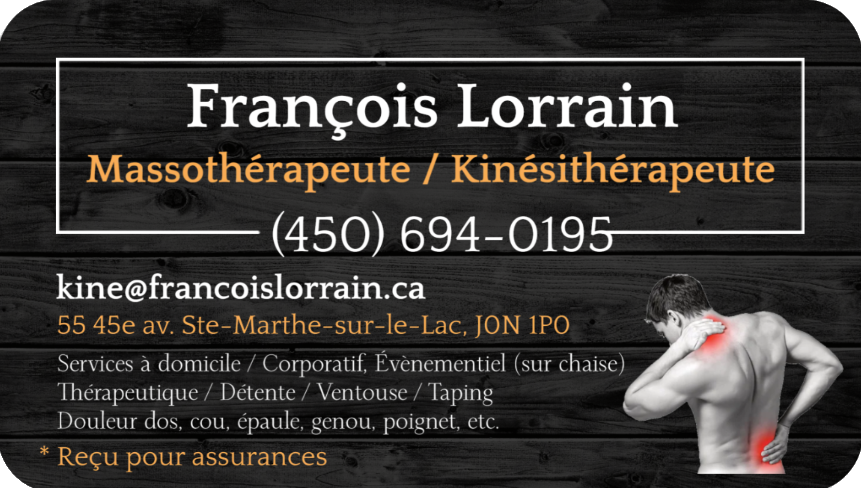 François Lorrain
Massothérapeute / Kinésithérapeute
(450) 694-0195
kine@francoislorrain.ca
55 45e av. Ste-Marthe-sur-le-Lac, J0N 1P0
Services à domicile / Corporatif, Évènementiel (sur chaise)
Thérapeutique / Détente / Ventouse / Taping
Douleur dos, cou, épaule, genou, poignet, etc.
* Reçu pour assurances